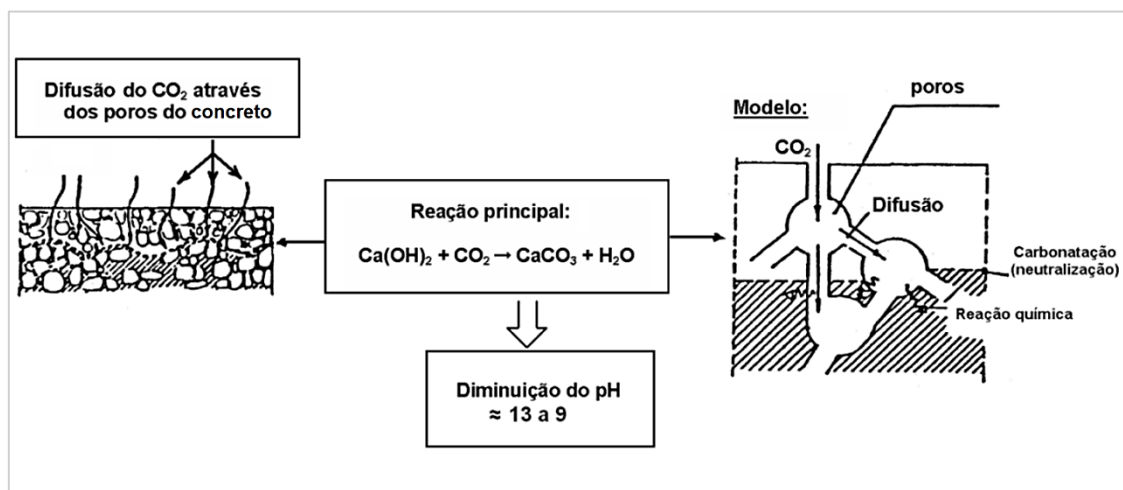 Difusão do CO₂ através
dos poros do concreto
Reação principal:
Ca(OH)₂ + CO₂ → CaCO₃ + H₂O
Diminuição do pH
≈ 13 a 9
Modelo:
poros
CO₂
Difusão
Carbonatação
(neutralização)
Reação química